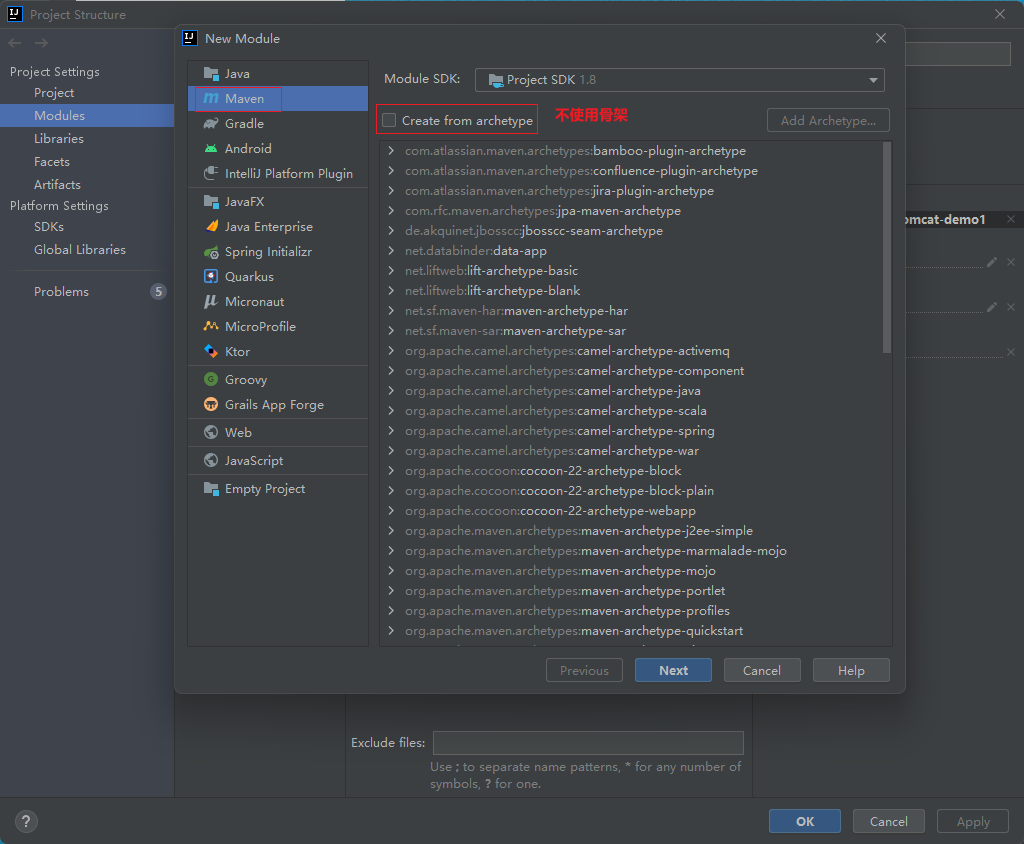 Project Structure
Project Settings
Project
Modules
Libraries
Facets
Artifacts
Platform Settings
SDKs
Global Libraries
Problems
5
New Module
Java
Maven
Gradle
Android
IntelliJ Platform Plugin
JavaFX
Java Enterprise
Spring Initializr
Quarkus
Micronaut
MicroProfile
Ktor
Groovy
Grails App Forge
Web
JavaScript
Empty Project
Module SDK:
Project SDK 1.8
Create from archetype
不使用骨架
Add Archetype...
com.atlassian.maven.archetypes:bamboo-plugin-archetype
com.atlassian.maven.archetypes:confluence-plugin-archetype
com.atlassian.maven.archetypes:jira-plugin-archetype
com.rfc.maven.archetypes:jpa-maven-archetype
de.akquinet.jbosscc:jbosscc-seam-archetype
net.databinder:data-app
net.liftweb:lift-archetype-basic
net.liftweb:lift-archetype-blank
net.sf.maven-har:maven-archetype-har
net.sf.maven-sar:maven-archetype-sar
org.apache.camel.archetypes:camel-archetype-activemq
org.apache.camel.archetypes:camel-archetype-component
org.apache.camel.archetypes:camel-archetype-java
org.apache.camel.archetypes:camel-archetype-scala
org.apache.camel.archetypes:camel-archetype-spring
org.apache.camel.archetypes:camel-archetype-war
org.apache.cocoon:cocoon-22-archetype-block
org.apache.cocoon:cocoon-22-archetype-block-plain
org.apache.cocoon:cocoon-22-archetype-webapp
org.apache.maven.archetypes:maven-archetype-j2ee-simple
org.apache.maven.archetypes:maven-archetype-marmalade-mojo
org.apache.maven.archetypes:maven-archetype-mojo
org.apache.maven.archetypes:maven-archetype-portlet
org.apache.maven.archetypes:maven-archetype-profiles
org.apache.maven.archetypes:maven-archetype-quickstart
Previous
Next
Cancel
Help
omcat-demo1
Exclude files:
Use ; to separate name patterns, * for any number of
symbols, ? for one.
?
OK
Cancel
Apply